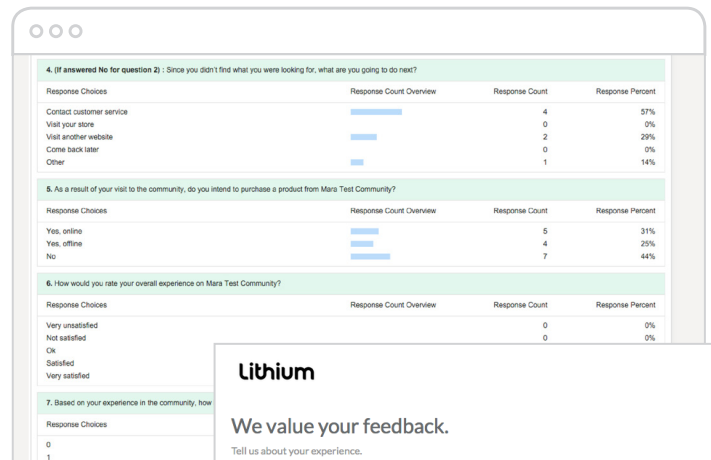 4. (If answered No for question 2) : Since you didn't find what you were looking for, what are you going to do next?
Response Choices Response Count Overview Response Count Response Percent
Contact customer service 4 57%
Visit your store 0 0%
Visit another website 2 29%
Come back later 0 0%
Other 1 14%
5. As a result of your visit to the community, do you intend to purchase a product from Mara Test Community?
Response Choices Response Count Overview Response Count Response Percent
Yes, online 5 31%
Yes, offline 4 25%
No 7 44%
6. How would you rate your overall experience on Mara Test Community?
Response Choices Response Count Overview Response Count Response Percent
Very unsatisfied 0 0%
Not satisfied 0 0%
Ok
Satisfied
Very satisfied
7. Based on your experience in the community, how
Response Choices
0
1
Lithium
We value your feedback.
Tell us about your experience.